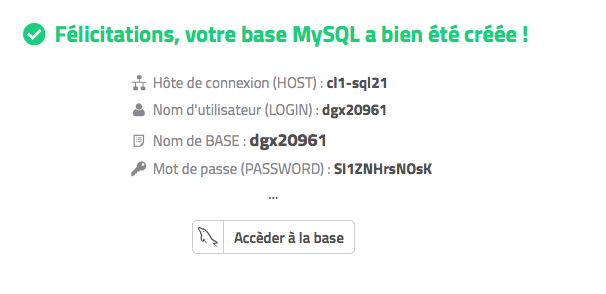 Félicitations, votre base MySQL a bien été créée !
Hôte de connexion (HOST) : cl1-sql21
Nom d'utilisateur (LOGIN) : dgx20961
Nom de BASE : dgx20961
Mot de passe (PASSWORD) : SI1ZNHrsNOsK
...
Accèder à la base